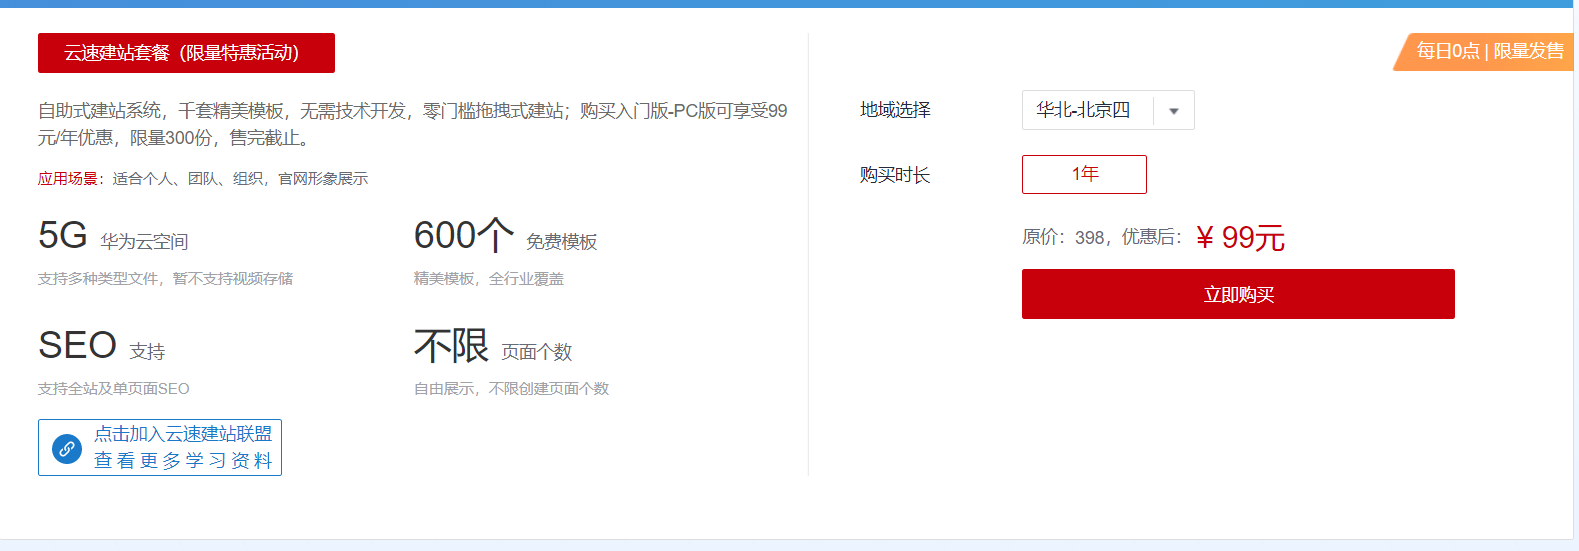 云速建站套餐（限量特惠活动）
自助式建站系统，千套精美模板，无需技术开发，零门槛拖拽式建站；购买入门版-PC版可享受99
元/年优惠，限量300份，售完截止。
应用场景：适合个人、团队、组织，官网形象展示
5G 华为云空间
支持多种类型文件，暂不支持视频存储
600个 免费模板
精美模板，全行业覆盖
SEO 支持
支持全站及单页面SEO
不限 页面个数
自由展示，不限创建页面个数
点击加入云速建站联盟
查看更多学习资料
每日0点 | 限量发售
地域选择 华北-北京四
购买时长 1年
原价：398，优惠后：¥ 99元
立即购买